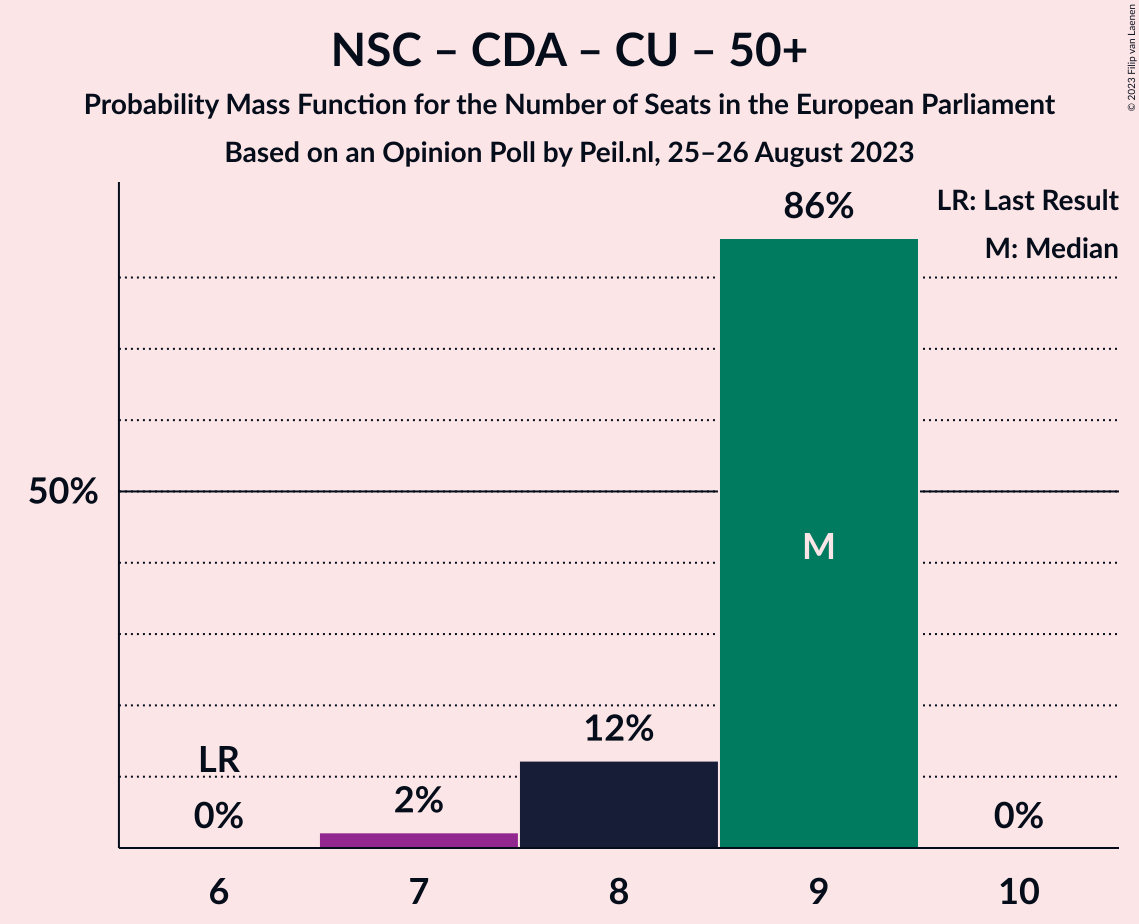 NSC – CDA – CU – 50+
Probability Mass Function for the Number of Seats in the European Parliament
Based on an Opinion Poll by Peil.nl, 25–26 August 2023
© 2023 Filip van Laenen
LR: Last Result
M: Median
86%
50%
M
12%
LR
2%
0%
0%
6
7
8
9
10